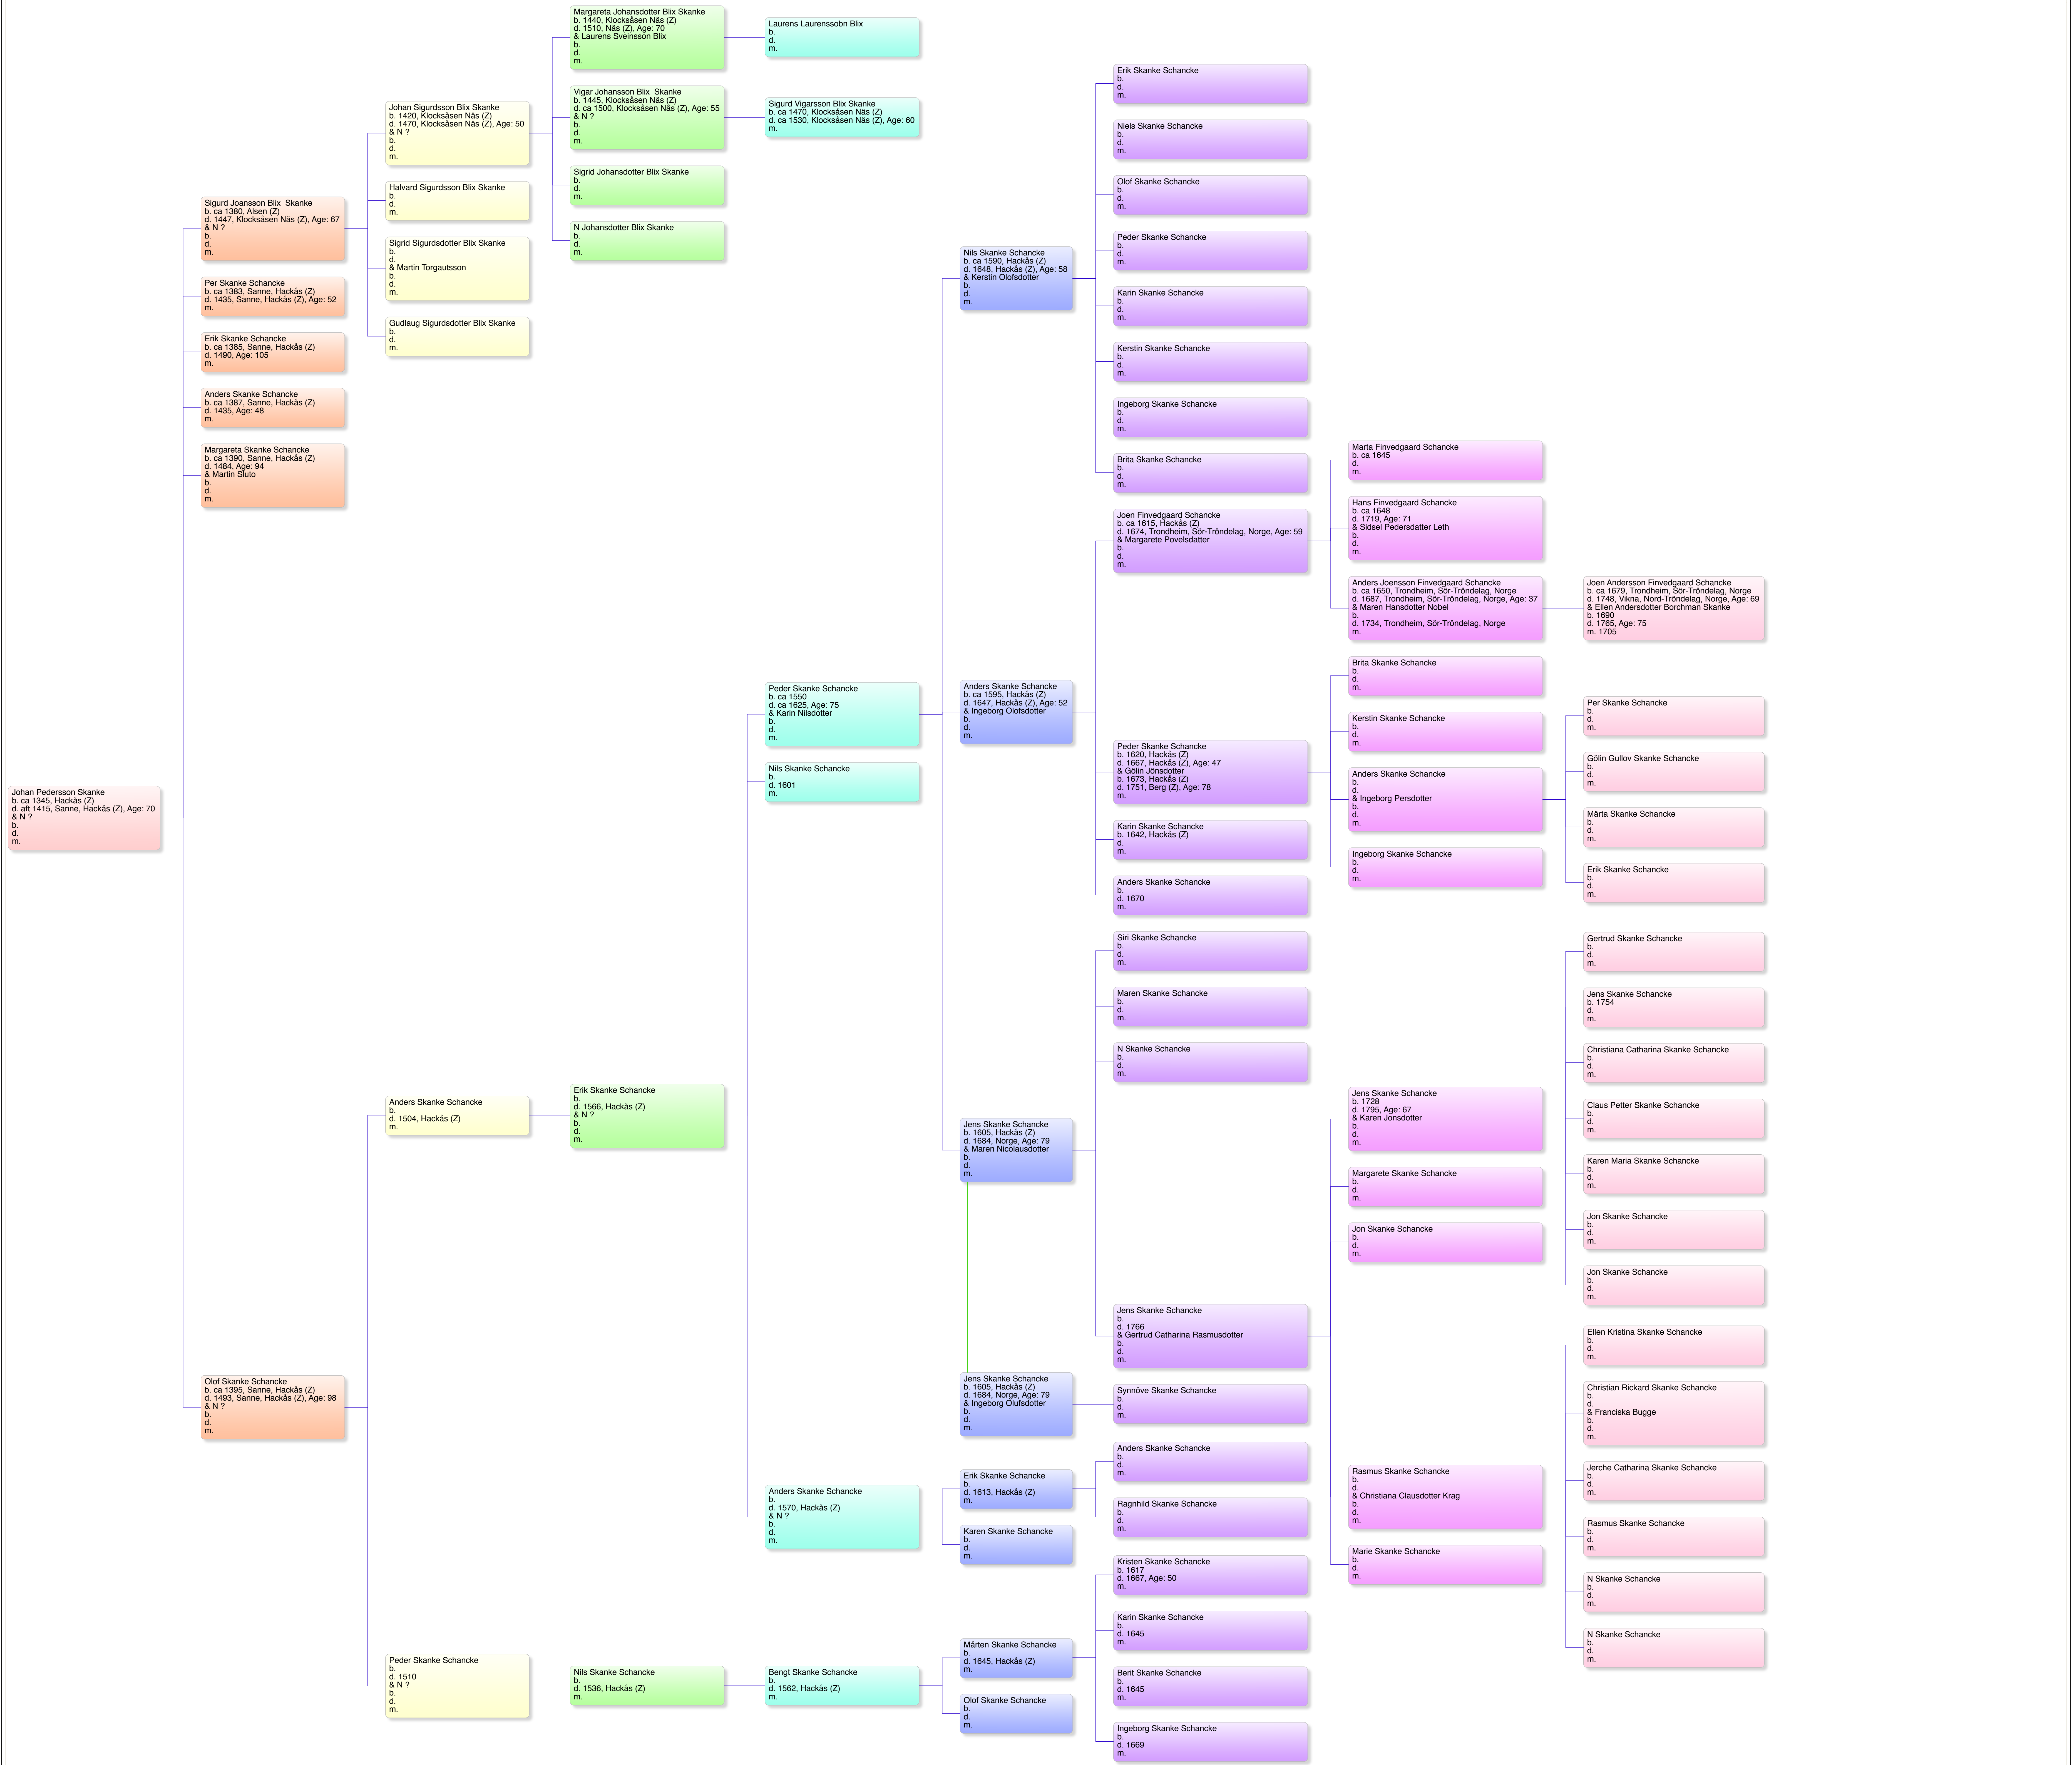 Johan Pedersson Skanke
b. ca 1345, Hackås (Z)
d. aft 1415, Sanne, Hackås (Z), Age: 70
& N ?
b.
d.
m.
Sigurd Joansson Blix  Skanke
b. ca 1380, Alsen (Z)
d. 1447, Klocksåsen Näs (Z), Age: 67
& N ?
b.
d.
m.
Per Skanke Schancke
b. ca 1383, Sanne, Hackås (Z)
d. 1435, Sanne, Hackås (Z), Age: 52
m.
Erik Skanke Schancke
b. ca 1385, Sanne, Hackås (Z)
d. 1490, Age: 105
m.
Anders Skanke Schancke
b. ca 1387, Sanne, Hackås (Z)
d. 1435, Age: 48
m.
Margareta Skanke Schancke
b. ca 1390, Sanne, Hackås (Z)
d. 1484, Age: 94
& Martin Sluto
b.
d.
m.
Olof Skanke Schancke
b. ca 1395, Sanne, Hackås (Z)
d. 1493, Sanne, Hackås (Z), Age: 98
& N ?
b.
d.
m.
Johan Sigurdsson Blix Skanke
b. 1420, Klocksåsen Näs (Z)
d. 1470, Klocksåsen Näs (Z), Age: 50
& N ?
b.
d.
m.
Halvard Sigurdsson Blix Skanke
b.
d.
m.
Sigrid Sigurdsdotter Blix Skanke
b.
d.
& Martin Torgautsson
b.
d.
m.
Gudlaug Sigurdsdotter Blix Skanke
b.
d.
m.
Anders Skanke Schancke
b.
d. 1504, Hackås (Z)
m.
Peder Skanke Schancke
b.
d. 1510
& N ?
b.
d.
m.
Margareta Johansdotter Blix Skanke
b. 1440, Klocksåsen Näs (Z)
d. 1510, Näs (Z), Age: 70
& Laurens Sveinsson Blix
b.
d.
m.
Vigar Johansson Blix  Skanke
b. 1445, Klocksåsen Näs (Z)
d. ca 1500, Klocksåsen Näs (Z), Age: 55
& N ?
b.
d.
m.
Sigrid Johansdotter Blix Skanke
b.
d.
m.
N Johansdotter Blix Skanke
b.
d.
m.
Erik Skanke Schancke
b.
d. 1566, Hackås (Z)
& N ?
b.
d.
m.
Nils Skanke Schancke
b.
d. 1536, Hackås (Z)
m.
Laurens Laurenssobn Blix
b.
d.
m.
Sigurd Vigarsson Blix Skanke
b. ca 1470, Klocksåsen Näs (Z)
d. ca 1530, Klocksåsen Näs (Z), Age: 60
m.
Peder Skanke Schancke
b. ca 1550
d. ca 1625, Age: 75
& Karin Nilsdotter
b.
d.
m.
Nils Skanke Schancke
b.
d. 1601
m.
Anders Skanke Schancke
b.
d. 1570, Hackås (Z)
& N ?
b.
d.
m.
Bengt Skanke Schancke
b.
d. 1562, Hackås (Z)
m.
Nils Skanke Schancke
b. ca 1590, Hackås (Z)
d. 1648, Hackås (Z), Age: 58
& Kerstin Olofsdotter
b.
d.
m.
Anders Skanke Schancke
b. ca 1595, Hackås (Z)
d. 1647, Hackås (Z), Age: 52
& Ingeborg Olofsdotter
b.
d.
m.
Jens Skanke Schancke
b. 1605, Hackås (Z)
d. 1684, Norge, Age: 79
& Maren Nicolausdotter
b.
d.
m.
Jens Skanke Schancke
b. 1605, Hackås (Z)
d. 1684, Norge, Age: 79
& Ingeborg Olufsdotter
b.
d.
m.
Erik Skanke Schancke
b.
d. 1613, Hackås (Z)
m.
Karen Skanke Schancke
b.
d.
m.
Mårten Skanke Schancke
b.
d. 1645, Hackås (Z)
m.
Olof Skanke Schancke
b.
d.
m.
Erik Skanke Schancke
b.
d.
m.
Niels Skanke Schancke
b.
d.
m.
Olof Skanke Schancke
b.
d.
m.
Peder Skanke Schancke
b.
d.
m.
Karin Skanke Schancke
b.
d.
m.
Kerstin Skanke Schancke
b.
d.
m.
Ingeborg Skanke Schancke
b.
d.
m.
Brita Skanke Schancke
b.
d.
m.
Joen Finvedgaard Schancke
b. ca 1615, Hackås (Z)
d. 1674, Trondheim, Sör-Tröndelag, Norge, Age: 59
& Margarete Povelsdatter
b.
d.
m.
Peder Skanke Schancke
b. 1620, Hackås (Z)
d. 1667, Hackås (Z), Age: 47
& Gölin Jönsdotter
b. 1673, Hackås (Z)
d. 1751, Berg (Z), Age: 78
m.
Karin Skanke Schancke
b. 1642, Hackås (Z)
d.
m.
Anders Skanke Schancke
b.
d. 1670
m.
Siri Skanke Schancke
b.
d.
m.
Maren Skanke Schancke
b.
d.
m.
N Skanke Schancke
b.
d.
m.
Jens Skanke Schancke
b.
d. 1766
& Gertrud Catharina Rasmusdotter
b.
d.
m.
Synnöve Skanke Schancke
b.
d.
m.
Anders Skanke Schancke
b.
d.
m.
Ragnhild Skanke Schancke
b.
d.
m.
Kristen Skanke Schancke
b. 1617
d. 1667, Age: 50
m.
Karin Skanke Schancke
b.
d. 1645
m.
Berit Skanke Schancke
b.
d. 1645
m.
Ingeborg Skanke Schancke
b.
d. 1669
m.
Marta Finvedgaard Schancke
b. ca 1645
d.
m.
Hans Finvedgaard Schancke
b. ca 1648
d. 1719, Age: 71
& Sidsel Pedersdatter Leth
b.
d.
m.
Anders Joensson Finvedgaard Schancke
b. ca 1650, Trondheim, Sör-Tröndelag, Norge
d. 1687, Trondheim, Sör-Tröndelag, Norge, Age: 37
& Maren Hansdotter Nobel
b.
d. 1734, Trondheim, Sör-Tröndelag, Norge
m.
Brita Skanke Schancke
b.
d.
m.
Kerstin Skanke Schancke
b.
d.
m.
Anders Skanke Schancke
b.
d.
& Ingeborg Persdotter
b.
d.
m.
Ingeborg Skanke Schancke
b.
d.
m.
Jens Skanke Schancke
b. 1728
d. 1795, Age: 67
& Karen Jonsdotter
b.
d.
m.
Margarete Skanke Schancke
b.
d.
m.
Jon Skanke Schancke
b.
d.
m.
Rasmus Skanke Schancke
b.
d.
& Christiana Clausdotter Krag
b.
d.
m.
Marie Skanke Schancke
b.
d.
m.
Joen Andersson Finvedgaard Schancke
b. ca 1679, Trondheim, Sör-Tröndelag, Norge
d. 1748, Vikna, Nord-Tröndelag, Norge, Age: 69
& Ellen Andersdotter Borchman Skanke
b. 1690
d. 1765, Age: 75
m. 1705
Per Skanke Schancke
b.
d.
m.
Gölin Gullov Skanke Schancke
b.
d.
m.
Märta Skanke Schancke
b.
d.
m.
Erik Skanke Schancke
b.
d.
m.
Gertrud Skanke Schancke
b.
d.
m.
Jens Skanke Schancke
b. 1754
d.
m.
Christiana Catharina Skanke Schancke
b.
d.
m.
Claus Petter Skanke Schancke
b.
d.
m.
Karen Maria Skanke Schancke
b.
d.
m.
Jon Skanke Schancke
b.
d.
m.
Jon Skanke Schancke
b.
d.
m.
Ellen Kristina Skanke Schancke
b.
d.
m.
Christian Rickard Skanke Schancke
b.
d.
& Franciska Bugge
b.
d.
m.
Jerche Catharina Skanke Schancke
b.
d.
m.
Rasmus Skanke Schancke
b.
d.
m.
N Skanke Schancke
b.
d.
m.
N Skanke Schancke
b.
d.
m.